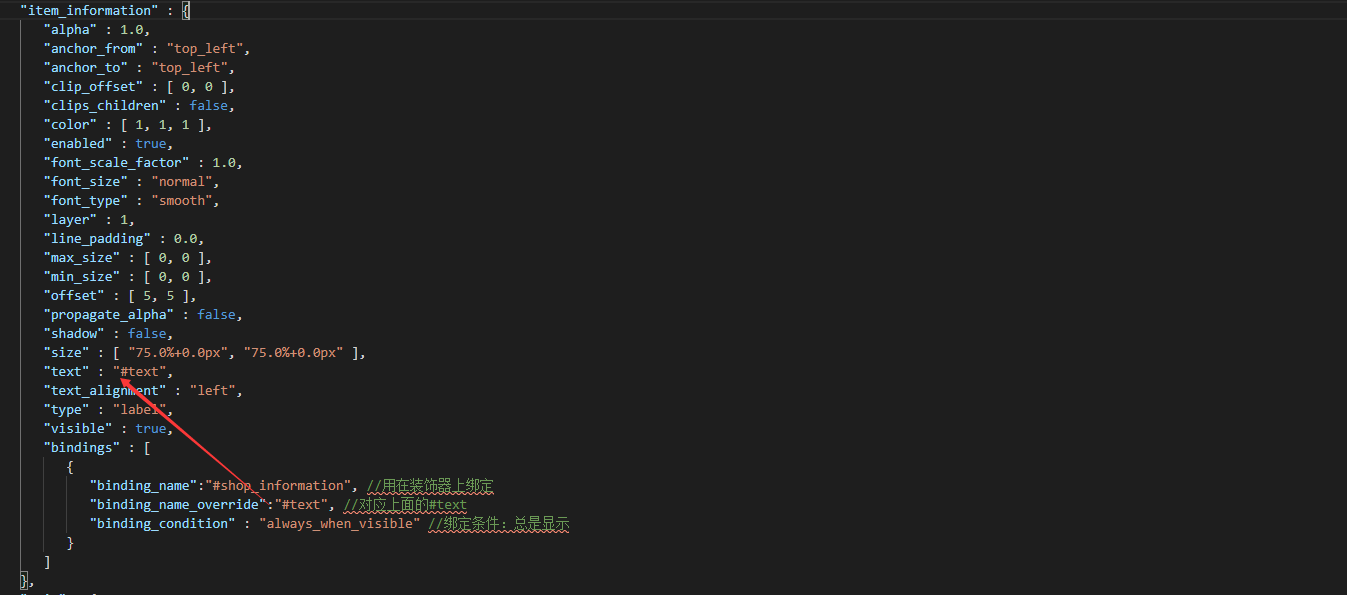 "item_information" : {
"alpha" : 1.0,
"anchor_from" : "top_left",
"anchor_to" : "top_left",
"clip_offset" : [ 0, 0 ],
"clips_children" : false,
"color" : [ 1, 1, 1 ],
"enabled" : true,
"font_scale_factor" : 1.0,
"font_size" : "normal",
"font_type" : "smooth",
"layer" : 1,
"line_padding" : 0.0,
"max_size" : [ 0, 0 ],
"min_size" : [ 0, 0 ],
"offset" : [ 5, 5 ],
"propagate_alpha" : false,
"shadow" : false,
"size" : [ "75.0%+0.0px", "75.0%+0.0px" ],
"text" : "#text",
"text_alignment" : "left",
"type" : "label",
"visible" : true,
"bindings" : [
{
"binding_name":"#shop_information", //用在装饰器上绑定
"binding_name_override":"#text", //对应上面的#text
"binding_condition" : "always_when_visible" //绑定条件：总是显示
}
]
},